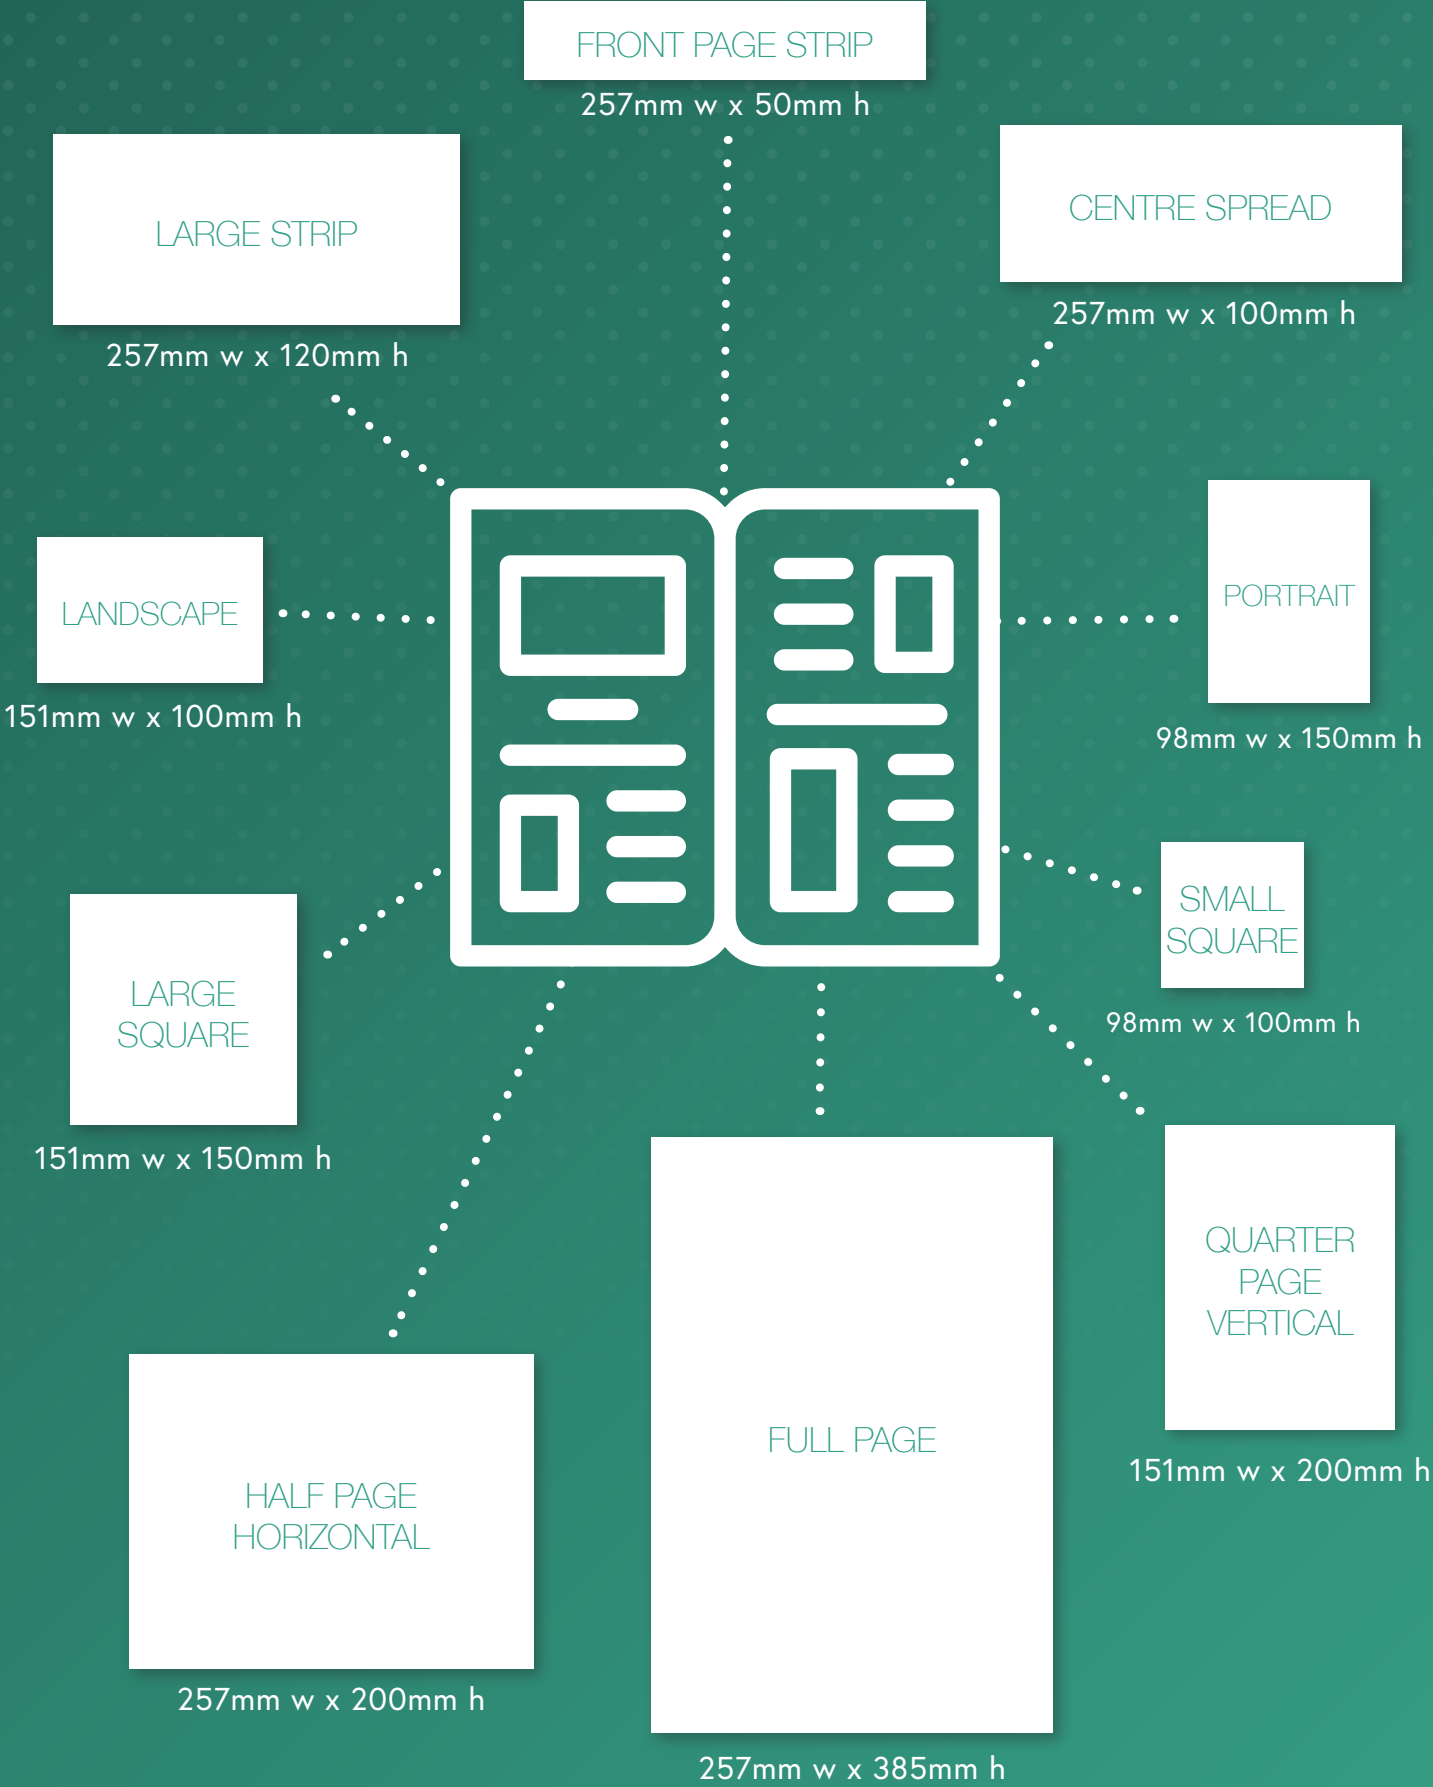 FRONT PAGE STRIP
257mm w x 50mm h
LARGE STRIP
257mm w x 120mm h
CENTRE SPREAD
257mm w x 100mm h
LANDSCAPE
151mm w x 100mm h
PORTRAIT
98mm w x 150mm h
LARGE
SQUARE
151mm w x 150mm h
SMALL
SQUARE
98mm w x 100mm h
HALF PAGE
HORIZONTAL
257mm w x 200mm h
FULL PAGE
257mm w x 385mm h
QUARTER
PAGE
VERTICAL
151mm w x 200mm h